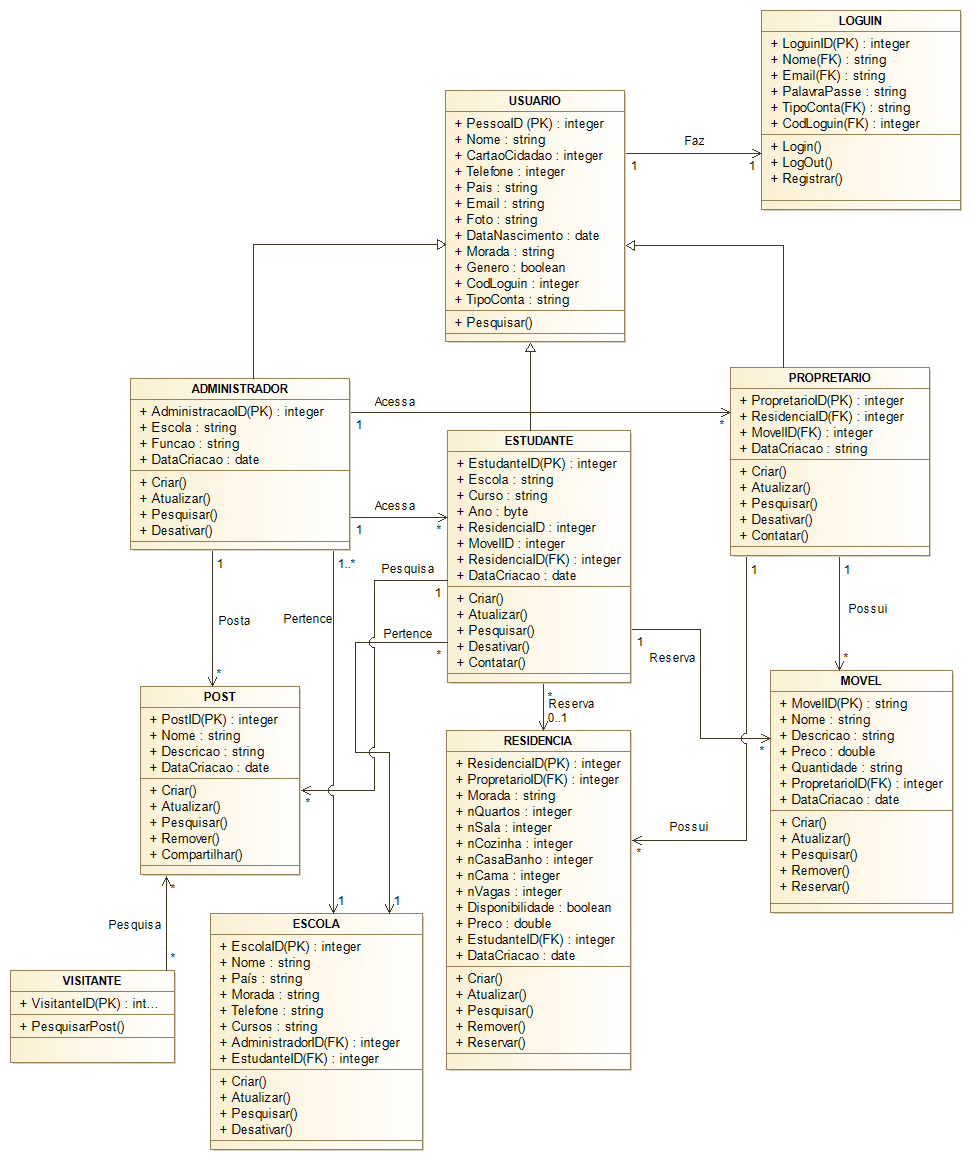 LOGUIN
+ LoguinID(PK) : integer
+ Nome(FK) : string
+ Email(FK) : string
+ PalavraPasse : string
+ TipoConta(FK) : string
+ CodLoguin(FK) : integer
+ Login()
+ LogOut()
+ Registrar()
USUARIO
+ PessoaID (PK) : integer
+ Nome : string
+ CartaoCidadao : integer
+ Telefone : integer
+ Pais : string
+ Email : string
+ Foto : string
+ DataNascimento : date
+ Morada : string
+ Genero : boolean
+ CodLoguin : integer
+ TipoConta : string
+ Pesquisar()
Faz
1
1
ADMINISTRADOR
+ AdministracaoID(PK) : integer
+ Escola : string
+ Funcao : string
+ DataCriacao : date
+ Criar()
+ Atualizar()
+ Pesquisar()
+ Desativar()
Acessa
1
*
Acessa
1
*
PROPRETARIO
+ PropretarioID(PK) : integer
+ ResidenciaID(FK) : integer
+ MovelID(FK) : integer
+ DataCriacao : string
+ Criar()
+ Atualizar()
+ Pesquisar()
+ Desativar()
+ Contatar()
ESTUDANTE
+ EstudanteID(PK) : integer
+ Escola : string
+ Curso : string
+ Ano : byte
+ ResidenciaID : integer
+ MovelID : integer
+ ResidenciaID(FK) : integer
+ DataCriacao : date
+ Criar()
+ Atualizar()
+ Pesquisar()
+ Desativar()
+ Contatar()
1
Posta
*
1..*
Pertence
1
Pesquisa
1
*
Pertence
*
1
*
Reserva
0..1
1
Reserva
*
1
Possui
*
1
Possui
*
POST
+ PostID(PK) : integer
+ Nome : string
+ Descricao : string
+ DataCriacao : date
+ Criar()
+ Atualizar()
+ Pesquisar()
+ Remover()
+ Compartilhar()
MOVEL
+ MovelID(PK) : string
+ Nome : string
+ Descricao : string
+ Preco : double
+ Quantidade : string
+ PropretarioID(FK) : integer
+ DataCriacao : date
+ Criar()
+ Atualizar()
+ Pesquisar()
+ Remover()
+ Reservar()
RESIDENCIA
+ ResidenciaID(PK) : integer
+ PropretarioID(FK) : integer
+ Morada : string
+ nQuartos : integer
+ nSala : integer
+ nCozinha : integer
+ nCasaBanho : integer
+ nCama : integer
+ nVagas : integer
+ Disponibilidade : boolean
+ Preco : double
+ EstudanteID(FK) : integer
+ DataCriacao : date
+ Criar()
+ Atualizar()
+ Pesquisar()
+ Remover()
+ Reservar()
*
Pesquisa
*
VISITANTE
+ VisitanteID(PK) : int...
+ PesquisarPost()
ESCOLA
+ EscolaID(PK) : integer
+ Nome : string
+ País : string
+ Morada : string
+ Telefone : string
+ Cursos : string
+ AdministradorID(FK) : integer
+ EstudanteID(FK) : integer
+ Criar()
+ Atualizar()
+ Pesquisar()
+ Desativar()